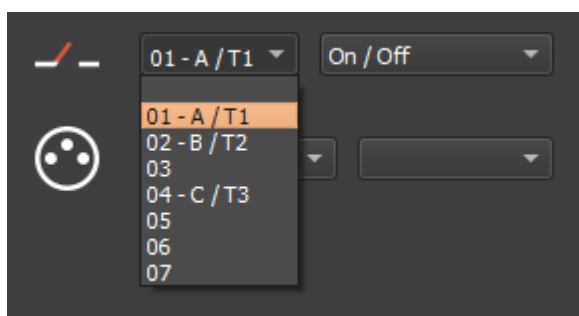 01 - A / T1
On / Off
01 - A / T1
02 - B / T2
03
04 - C / T3
05
06
07